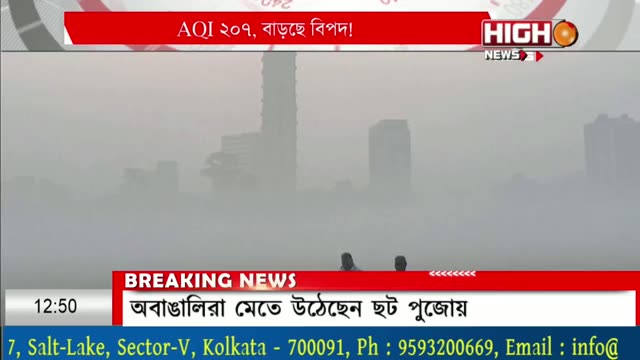 AQI ২০৭, বাড়ছে বিপদ!
HIGH
NEWS
BREAKING NEWS
12:50
অবাঙালিরা মেতে উঠেছেন ছট পুজোয়
7, Salt-Lake, Sector-V, Kolkata - 700091, Ph : 9593200669, Email : info@